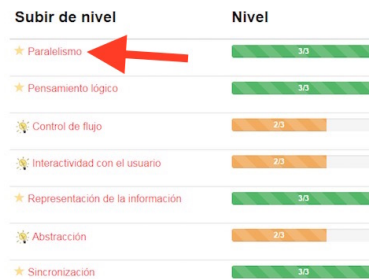 Subir de nivel Nivel
Paralelismo 3/3
Pensamiento lógico 3/3
Control de flujo 2/3
Interactividad con el usuario 2/3
Representación de la información 3/3
Abstracción 2/3
Sincronización 3/3